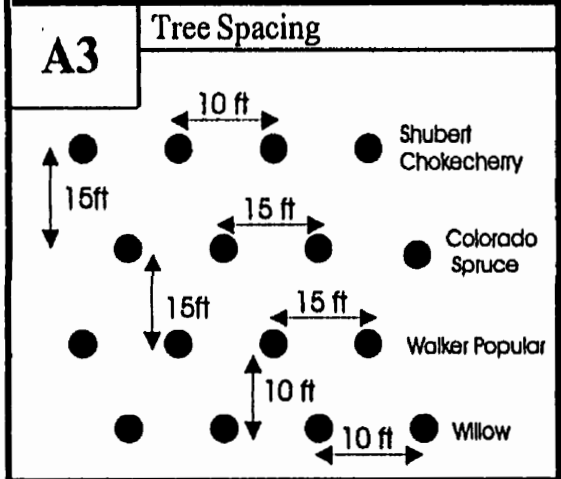 A3
Tree Spacing
10 ft
Shubert
Chokecherry
15ft
15 ft
Colorado
Spruce
15ft
15 ft
Walker Popular
10 ft
Willow
10 ft